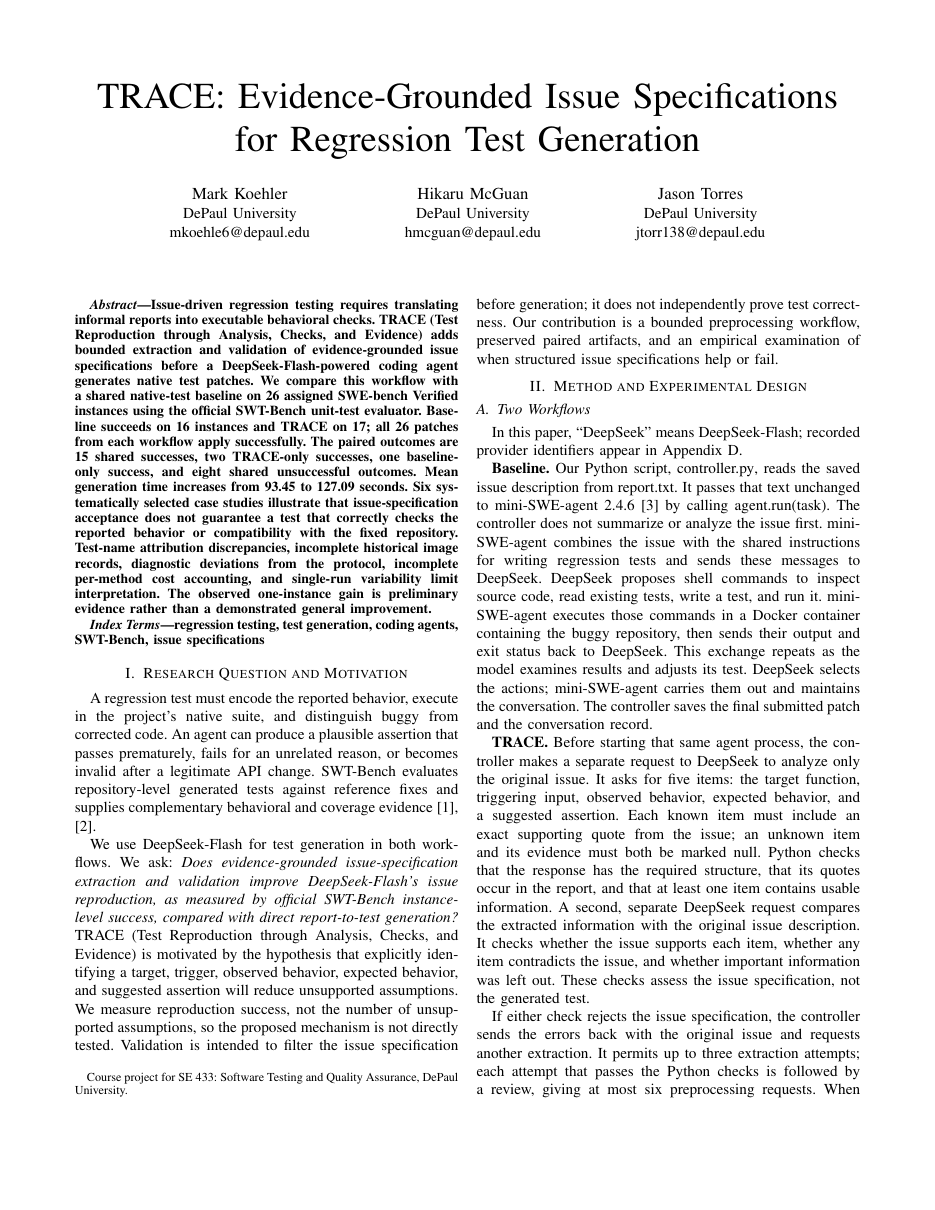 TRACE: Evidence-Grounded Issue Specifications
for Regression Test Generation
Mark Koehler
DePaul University
mkoehle6@depaul.edu
Hikaru McGuan
DePaul University
hmcguan@depaul.edu
Jason Torres
DePaul University
jtorr138@depaul.edu
Abstract—Issue-driven regression testing requires translating
informal reports into executable behavioral checks. TRACE (Test
Reproduction through Analysis, Checks, and Evidence) adds
bounded extraction and validation of evidence-grounded issue
specifications before a DeepSeek-Flash-powered coding agent
generates native test patches. We compare this workflow with
a shared native-test baseline on 26 assigned SWE-bench Verified
instances using the official SWT-Bench unit-test evaluator. Base-
line succeeds on 16 instances and TRACE on 17; all 26 patches
from each workflow apply successfully. The paired outcomes are
15 shared successes, two TRACE-only successes, one baseline-
only success, and eight shared unsuccessful outcomes. Mean
generation time increases from 93.45 to 127.09 seconds. Six sys-
tematically selected case studies illustrate that issue-specification
acceptance does not guarantee a test that correctly checks the
reported behavior or compatibility with the fixed repository.
Test-name attribution discrepancies, incomplete historical image
records, diagnostic deviations from the protocol, incomplete
per-method cost accounting, and single-run variability limit
interpretation. The observed one-instance gain is preliminary
evidence rather than a demonstrated general improvement.
Index Terms—regression testing, test generation, coding agents,
SWT-Bench, issue specifications
I. RESEARCH QUESTION AND MOTIVATION
A regression test must encode the reported behavior, execute
in the project's native suite, and distinguish buggy from
corrected code. An agent can produce a plausible assertion that
passes prematurely, fails for an unrelated reason, or becomes
invalid after a legitimate API change. SWT-Bench evaluates
repository-level generated tests against reference fixes and
supplies complementary behavioral and coverage evidence [1],
[2].
We use DeepSeek-Flash for test generation in both work-
flows. We ask: Does evidence-grounded issue-specification
extraction and validation improve DeepSeek-Flash's issue
reproduction, as measured by official SWT-Bench instance-
level success, compared with direct report-to-test generation?
TRACE (Test Reproduction through Analysis, Checks, and
Evidence) is motivated by the hypothesis that explicitly iden-
tifying a target, trigger, observed behavior, expected behavior,
and suggested assertion will reduce unsupported assumptions.
We measure reproduction success, not the number of unsup-
ported assumptions, so the proposed mechanism is not directly
tested. Validation is intended to filter the issue specification
Course project for SE 433: Software Testing and Quality Assurance, DePaul
University.
before generation; it does not independently prove test correct-
ness. Our contribution is a bounded preprocessing workflow,
preserved paired artifacts, and an empirical examination of
when structured issue specifications help or fail.
II. METHOD AND EXPERIMENTAL DESIGN
A. Two Workflows
In this paper, “DeepSeek” means DeepSeek-Flash; recorded
provider identifiers appear in Appendix D.
Baseline. Our Python script, controller.py, reads the saved
issue description from report.txt. It passes that text unchanged
to mini-SWE-agent 2.4.6 [3] by calling agent.run(task). The
controller does not summarize or analyze the issue first. mini-
SWE-agent combines the issue with the shared instructions
for writing regression tests and sends these messages to
DeepSeek. DeepSeek proposes shell commands to inspect
source code, read existing tests, write a test, and run it. mini-
SWE-agent executes those commands in a Docker container
containing the buggy repository, then sends their output and
exit status back to DeepSeek. This exchange repeats as the
model examines results and adjusts its test. DeepSeek selects
the actions; mini-SWE-agent carries them out and maintains
the conversation. The controller saves the final submitted patch
and the conversation record.
TRACE. Before starting that same agent process, the con-
troller makes a separate request to DeepSeek to analyze only
the original issue. It asks for five items: the target function,
triggering input, observed behavior, expected behavior, and
a suggested assertion. Each known item must include an
exact supporting quote from the issue; an unknown item
and its evidence must both be marked null. Python checks
that the response has the required structure, that its quotes
occur in the report, and that at least one item contains usable
information. A second, separate DeepSeek request compares
the extracted information with the original issue description.
It checks whether the issue supports each item, whether any
item contradicts the issue, and whether important information
was left out. These checks assess the issue specification, not
the generated test.
If either check rejects the issue specification, the controller
sends the errors back with the original issue and requests
another extraction. It permits up to three extraction attempts;
each attempt that passes the Python checks is followed by
a review, giving at most six preprocessing requests. When